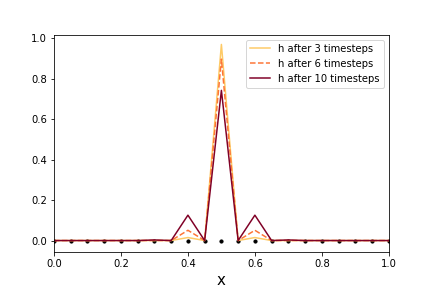 1.0
h after 3 timesteps
h after 6 timesteps
h after 10 timesteps
0.8
0.6
0.4
0.2
0.0
0.0 0.2 0.4 0.6 0.8 1.0
x